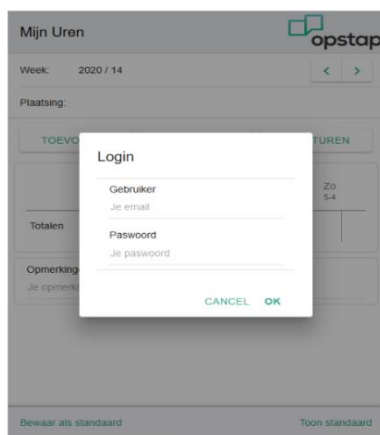 Mijn Uren
opstap
Week: 2020 / 14 < >
Plaatsing:
TOEVO TUREN
Login
Gebruiker
Je email
Paswoord
Je paswoord
CANCEL OK
Zo
5-4
Totalen
Opmerking
Je opmerki
Bewaar als standaard Toon standaard